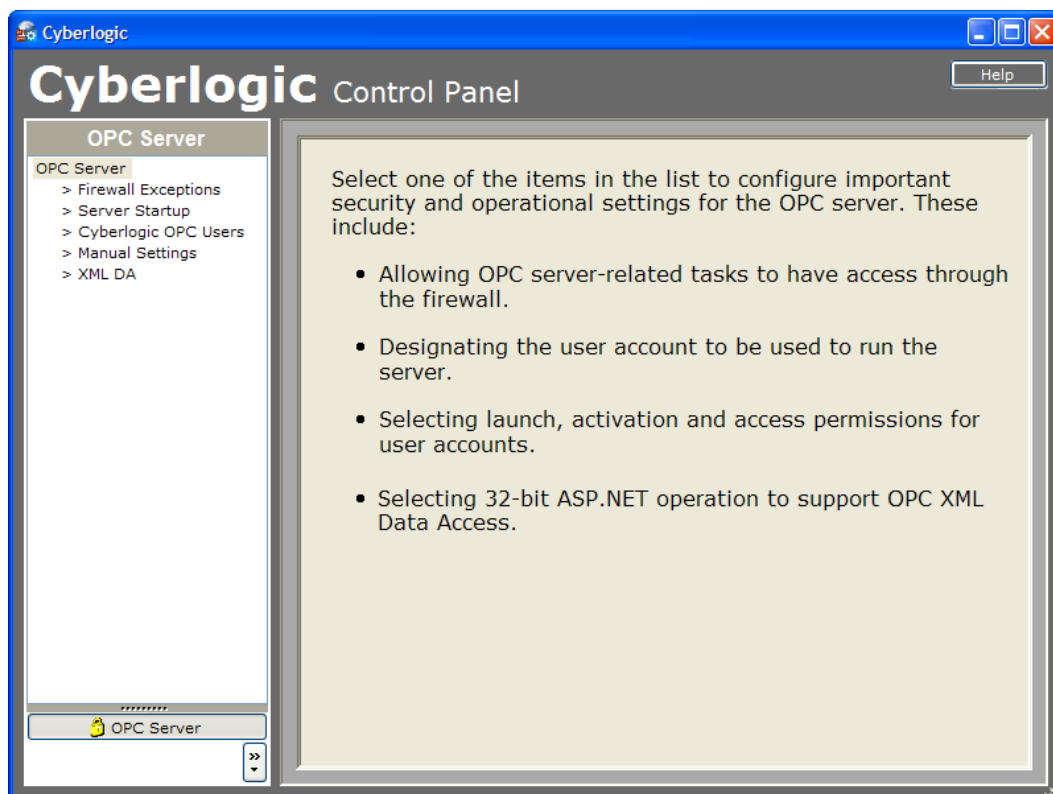 Cyberlogic
Cyberlogic Control Panel
Help
OPC Server
OPC Server
> Firewall Exceptions
> Server Startup
> Cyberlogic OPC Users
> Manual Settings
> XML DA
OPC Server
Select one of the items in the list to configure important
security and operational settings for the OPC server. These
include:
• Allowing OPC server-related tasks to have access through
the firewall.
• Designating the user account to be used to run the
server.
• Selecting launch, activation and access permissions for
user accounts.
• Selecting 32-bit ASP.NET operation to support OPC XML
Data Access.